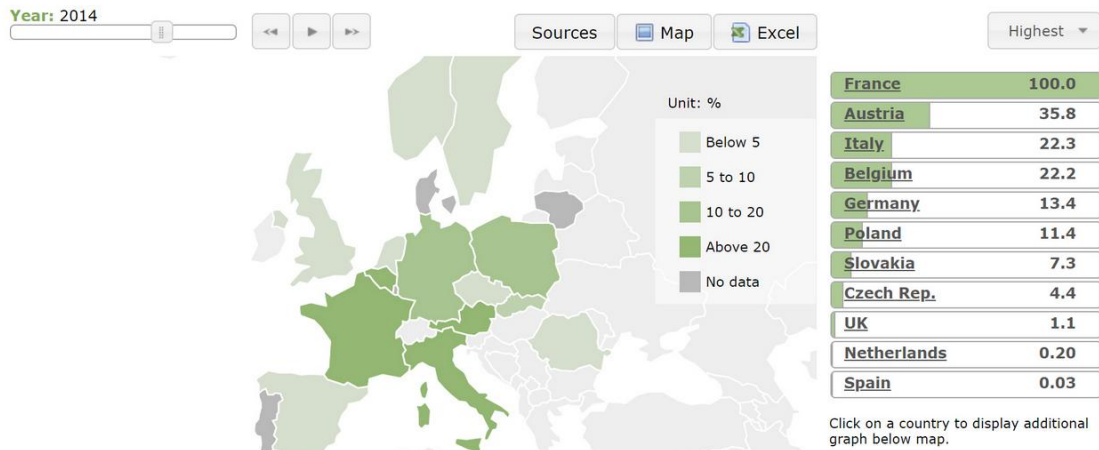 Year: 2014
Sources
Map
Excel
Highest
Unit: %
Below 5
5 to 10
10 to 20
Above 20
No data
France 100.0
Austria 35.8
Italy 22.3
Belgium 22.2
Germany 13.4
Poland 11.4
Slovakia 7.3
Czech Rep. 4.4
UK 1.1
Netherlands 0.20
Spain 0.03
Click on a country to display additional
graph below map.